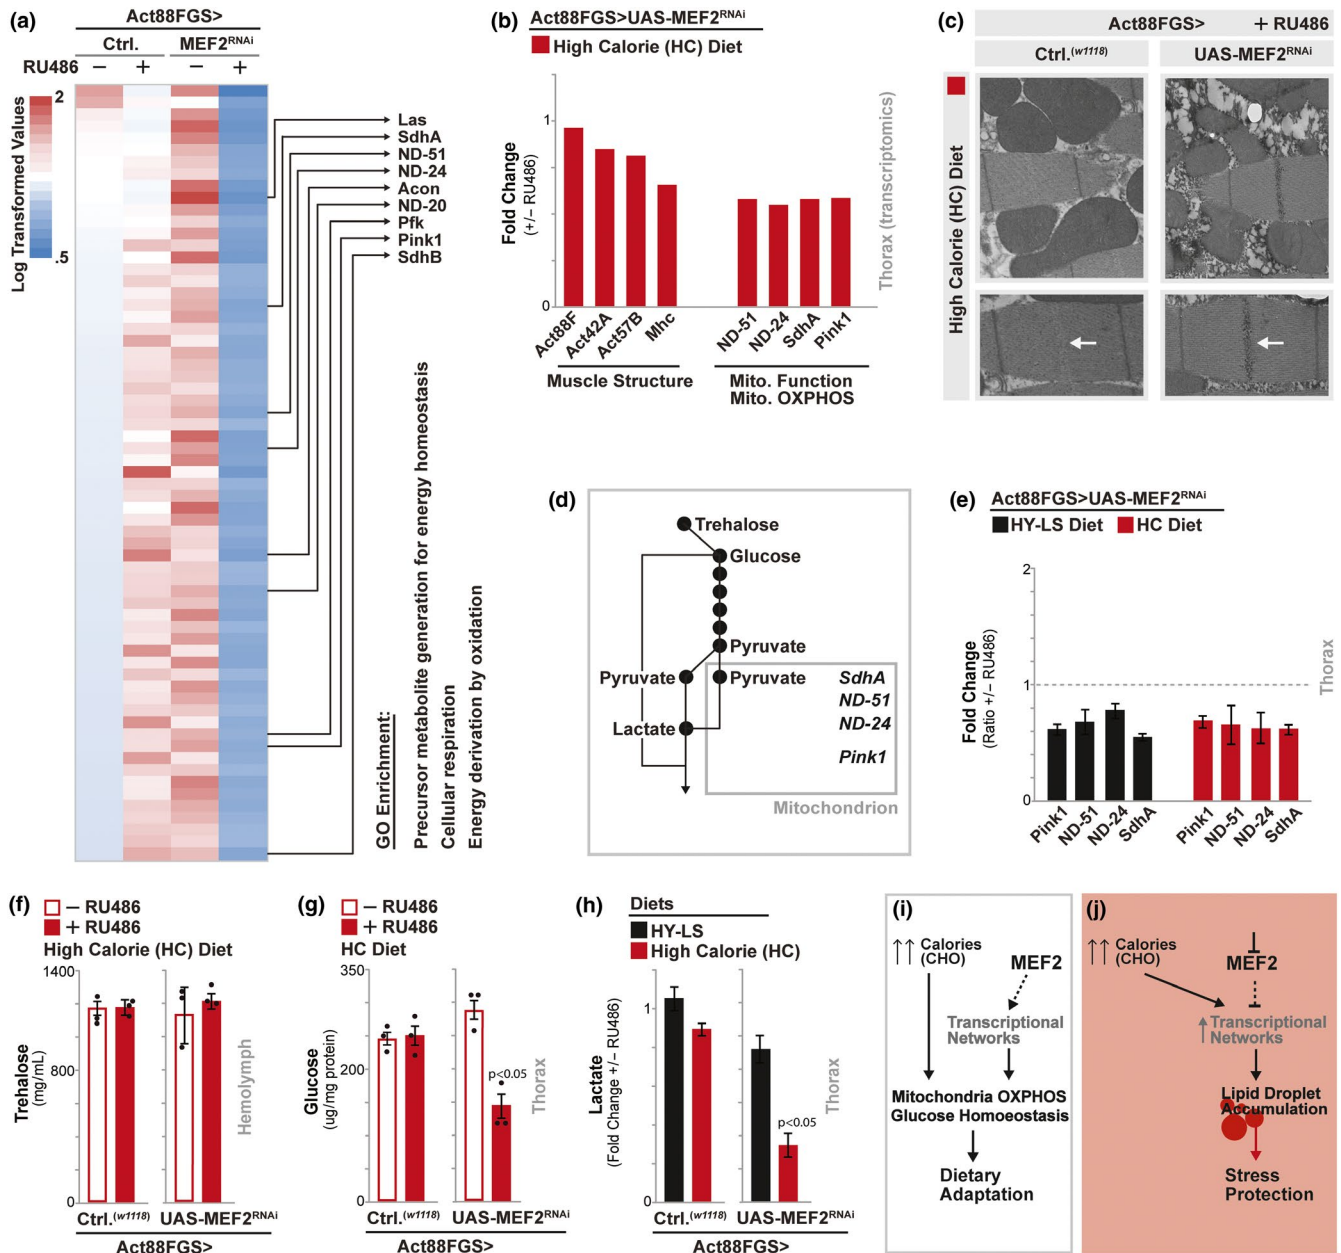 (a)
Act88FGS>
Ctrl. MEF2RNAi
RU486 − + − +
2
Log Transformed Values
.5
Las
SdhA
ND-51
ND-24
Acon
ND-20
Pfk
Pink1
SdhB
GO Enrichment:
Precursor metabolite generation for energy homeostasis
Cellular respiration
Energy derivation by oxidation
(b)
Act88FGS>UAS-MEF2RNAi
High Calorie (HC) Diet
Fold Change
(+/− RU486)
1
0
Act88F Act42A Act57B Mhc ND-51 ND-24 SdhA Pink1
Muscle Structure
Mito. Function
Mito. OXPHOS
Thorax (transcriptomics)
(c)
Act88FGS> + RU486
Ctrl.(w1118) UAS-MEF2RNAi
High Calorie (HC) Diet
(d)
Trehalose
Glucose
Pyruvate
Pyruvate Pyruvate
Lactate
SdhA
ND-51
ND-24
Pink1
Mitochondrion
(e)
Act88FGS>UAS-MEF2RNAi
HY-LS Diet HC Diet
Fold Change
(Ratio +/− RU486)
2
1
0
Pink1 ND-51 ND-24 SdhA Pink1 ND-51 ND-24 SdhA
Thorax
(f)
− RU486
+ RU486
High Calorie (HC) Diet
Trehalose
(mg/mL)
1400
800
0
Hemolymph
Ctrl.(w1118) UAS-MEF2RNAi
Act88FGS>
(g)
− RU486
+ RU486
HC Diet
Glucose
(ug/mg protein)
350
200
0
p<0.05
Thorax
Ctrl.(w1118) UAS-MEF2RNAi
Act88FGS>
(h)
Diets
HY-LS
High Calorie (HC)
Lactate
(Fold Change +/− RU486)
1
0
p<0.05
Thorax
Ctrl.(w1118) UAS-MEF2RNAi
Act88FGS>
(i)
↑↑ Calories
(CHO)
MEF2
Transcriptional
Networks
Mitochondria OXPHOS
Glucose Homoeostasis
Dietary
Adaptation
(j)
↑↑ Calories
(CHO)
MEF2
↑ Transcriptional
Networks
Lipid Droplet
Accumulation
Stress
Protection